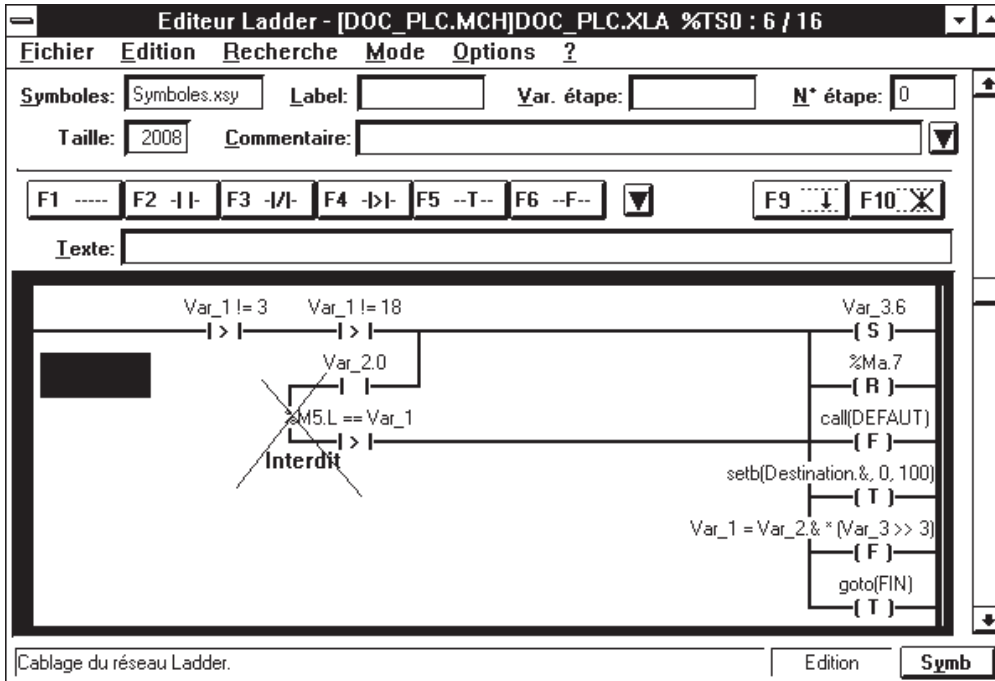 Editeur Ladder - [DOC_PLC.MCH]DOC_PLC.XLA %TS0 : 6 / 16
Fichier Edition Recherche Mode Options ?
Symboles: Symboles.xsy Label: Var. étape: N° étape: 0
Taille: 2008 Commentaire:
F1 ----- F2 -| |- F3 -|/|- F4 -|>|- F5 --T-- F6 --F-- F9 F10
Texte:
Var_1 != 3 Var_1 != 18 Var_3.6
-| > |- -| > |- -( S )-
Var_2.0 %Ma.7
-| |- -( R )-
%M5.L == Var_1 call(DEFAUT)
-| > |- -( F )-
Interdit
setb(Destination.&, 0, 100)
-( T )-
Var_1 = Var_2.& * (Var_3 >> 3)
-( F )-
goto(FIN)
-( T )-
Cablage du réseau Ladder. Edition Symb